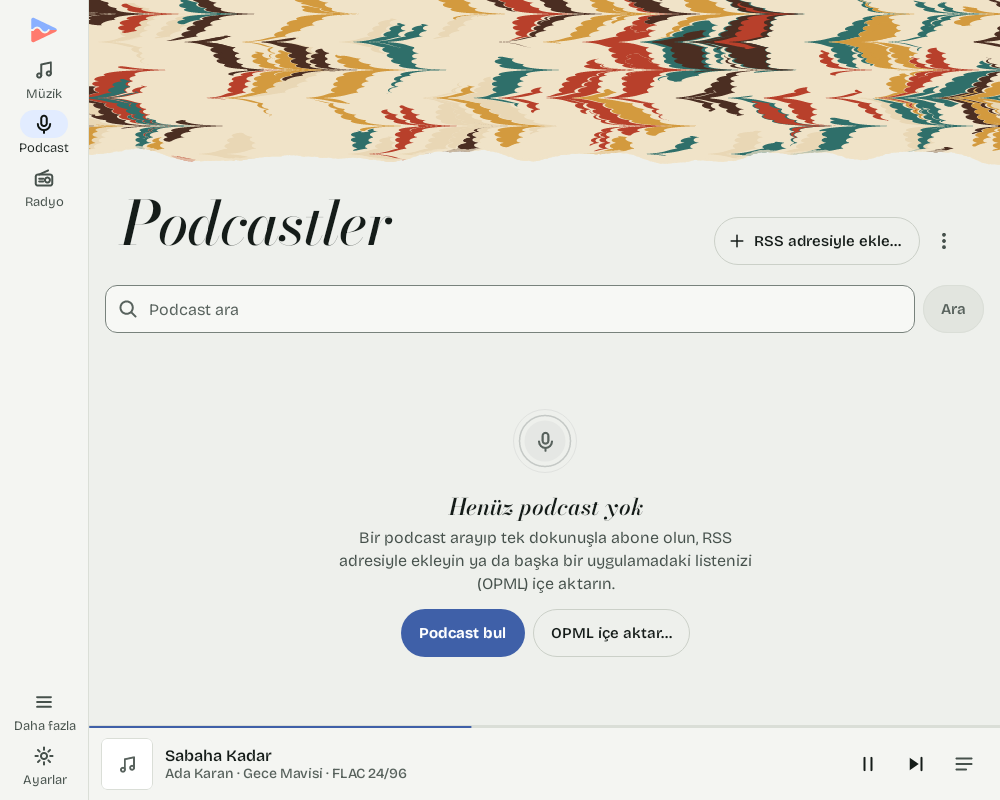 Müzik
Podcast
Radyo
Podcastler
RSS adresiyle ekle...
Podcast ara
Ara
Henüz podcast yok
Bir podcast arayıp tek dokunuşla abone olun, RSS
adresiyle ekleyin ya da başka bir uygulamadaki listenizi
(OPML) içe aktarın.
Podcast bul
OPML içe aktar...
Daha fazla
Ayarlar
Sabaha Kadar
Ada Karan · Gece Mavisi · FLAC 24/96